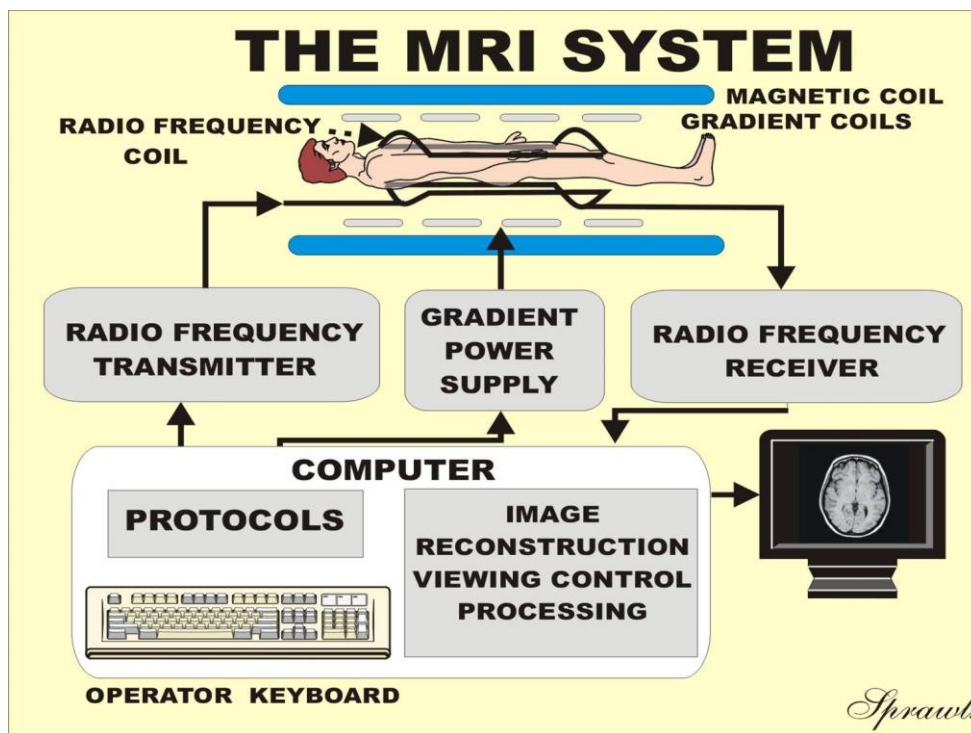 THE MRI SYSTEM
MAGNETIC COIL
GRADIENT COILS
RADIO FREQUENCY
COIL
RADIO FREQUENCY
TRANSMITTER
GRADIENT
POWER
SUPPLY
RADIO FREQUENCY
RECEIVER
COMPUTER
PROTOCOLS
IMAGE
RECONSTRUCTION
VIEWING CONTROL
PROCESSING
OPERATOR KEYBOARD